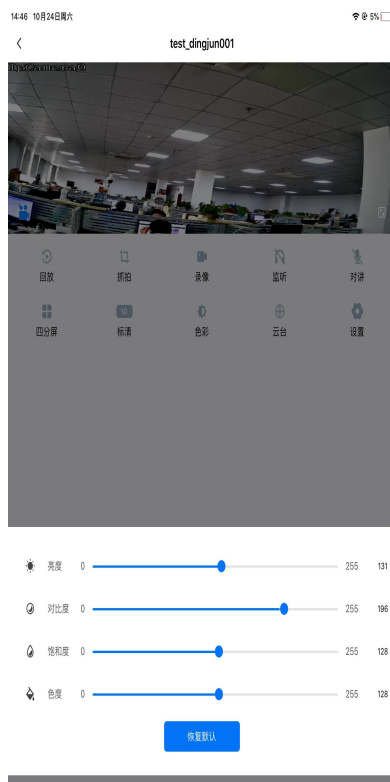 14:46 10月24日周六 5%
test_dingjun001
回放 抓拍 录像 监听 对讲
SD
四分屏 标清 色彩 云台 设置
亮度 0 255 131
对比度 0 255 196
饱和度 0 255 128
色度 0 255 128
恢复默认